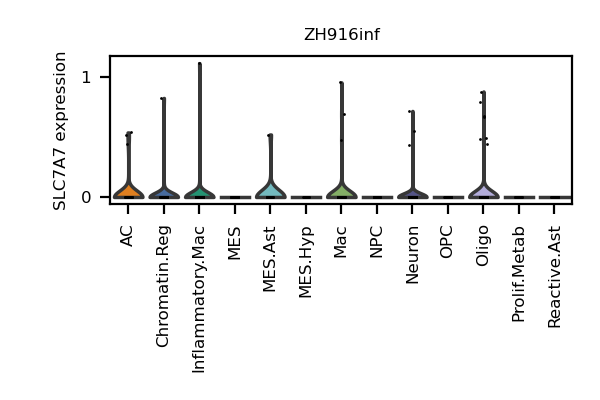 ZH916inf
SLC7A7 expression
1
0
AC
Chromatin.Reg
Inflammatory.Mac
MES
MES.Ast
MES.Hyp
Mac
NPC
Neuron
OPC
Oligo
Prolif.Metab
Reactive.Ast